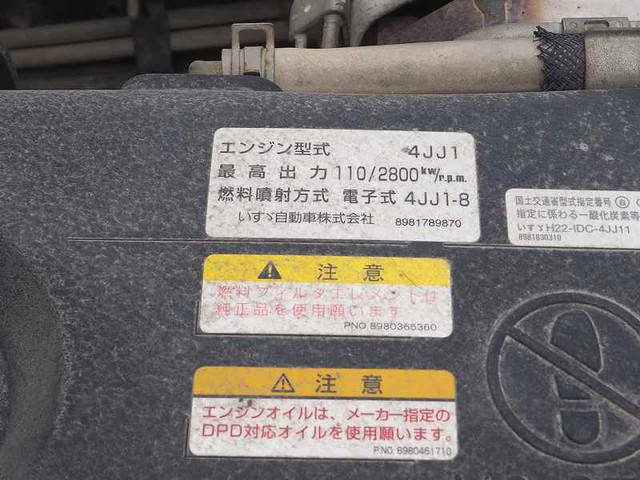 エンジン型式 4JJ1
最高出力 110/2800kw/r.p.m.
燃料噴射方式 電子式 4JJ1-8
いすゞ自動車株式会社 8981789870
国土交通省型式指定番号
指定に係わる一酸化炭素等
いすゞH22-IDC-4JJ11
8981830310
注意
燃料フィルタエレメントは
純正品を使用願います
PNO 8980365360
注意
エンジンオイルは、メーカー指定の
DPD対応オイルを使用願います。
P.NO. 8980461710